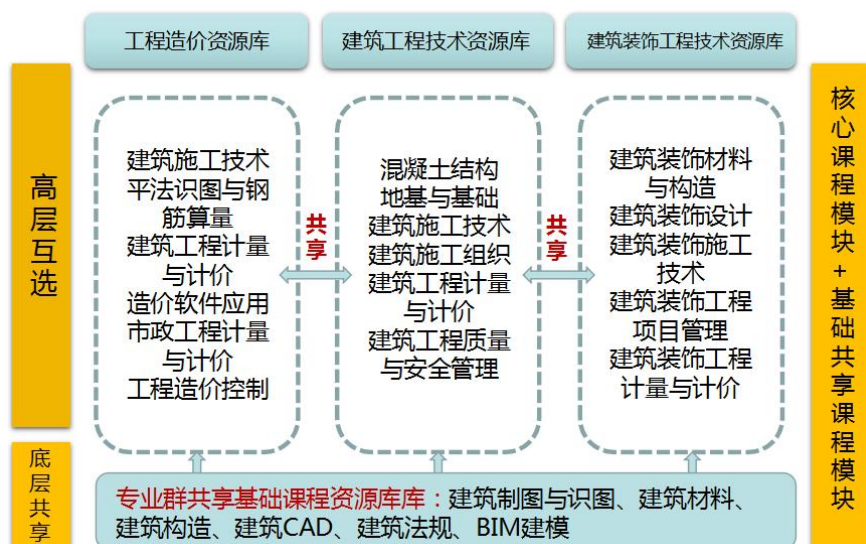 工程造价资源库
建筑工程技术资源库
建筑装饰工程技术资源库
高层互选
建筑施工技术
平法识图与钢
筋算量
建筑工程计量
与计价
造价软件应用
市政工程计量
与计价
工程造价控制
共享
混凝土结构
地基与基础
建筑施工技术
建筑施工组织
建筑工程计量
与计价
建筑工程质量
与安全管理
共享
建筑装饰材料
与构造
建筑装饰设计
建筑装饰施工
技术
建筑装饰工程
项目管理
建筑装饰工程
计量与计价
核心课程模块+基础共享课程模块
底层共享
专业群共享基础课程资源库库：建筑制图与识图、建筑材料、
建筑构造、建筑CAD、建筑法规、BIM建模